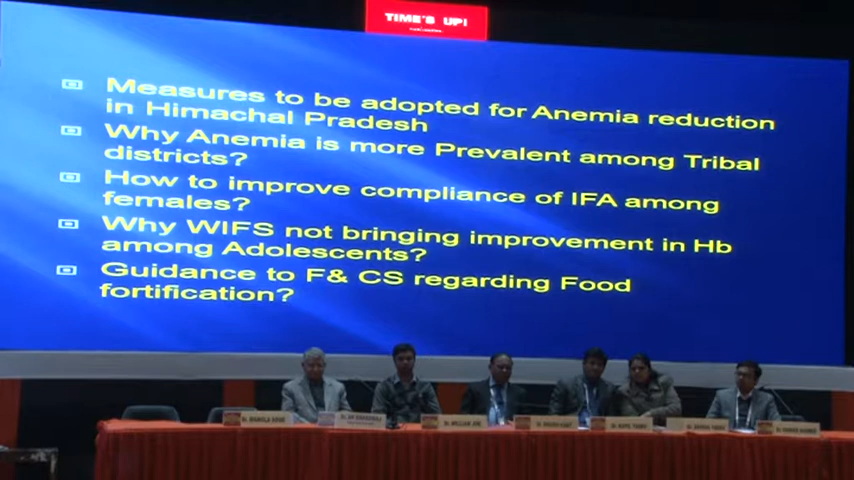 TIME'S UP!
Measures to be adopted for Anemia reduction
in Himachal Pradesh
Why Anemia is more Prevalent among Tribal
districts?
How to improve compliance of IFA among
females?
Why WIFS not bringing improvement in Hb
among Adolescents?
Guidance to F& CS regarding Food
fortification?